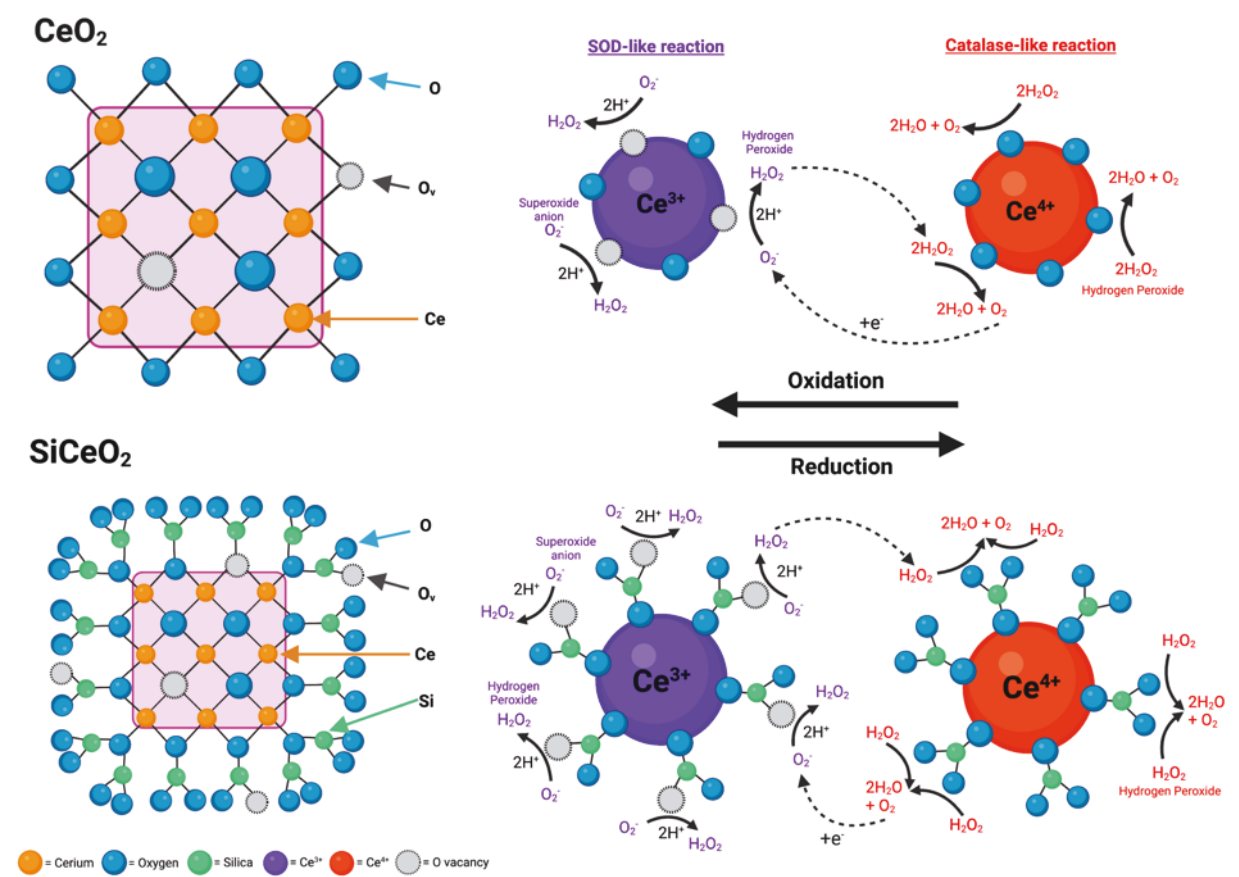 CeO₂
O
Oᵥ
Ce
SOD-like reaction
O₂⁻
2H⁺
H₂O₂
Ce³⁺
Superoxide
anion
O₂⁻
2H⁺
H₂O₂
Hydrogen
Peroxide
H₂O₂
2H⁺
O₂⁻
Catalase-like reaction
2H₂O₂
2H₂O + O₂
Ce⁴⁺
2H₂O + O₂
2H₂O₂
Hydrogen Peroxide
2H₂O₂
2H₂O + O₂
+e⁻
Oxidation
Reduction
SiCeO₂
O
Oᵥ
Ce
Si
O₂⁻
2H⁺
H₂O₂
Superoxide
anion
O₂⁻
2H⁺
H₂O₂
H₂O₂
2H⁺
O₂⁻
Ce³⁺
Hydrogen
Peroxide
H₂O₂
2H⁺
O₂⁻
H₂O₂
2H⁺
O₂⁻
O₂⁻
2H⁺
H₂O₂
2H₂O + O₂
H₂O₂
H₂O₂
Ce⁴⁺
H₂O₂
2H₂O
+ O₂
H₂O₂
Hydrogen Peroxide
H₂O₂
2H₂O
+ O₂
H₂O₂
+e⁻
= Cerium
= Oxygen
= Silica
= Ce³⁺
= Ce⁴⁺
= O vacancy